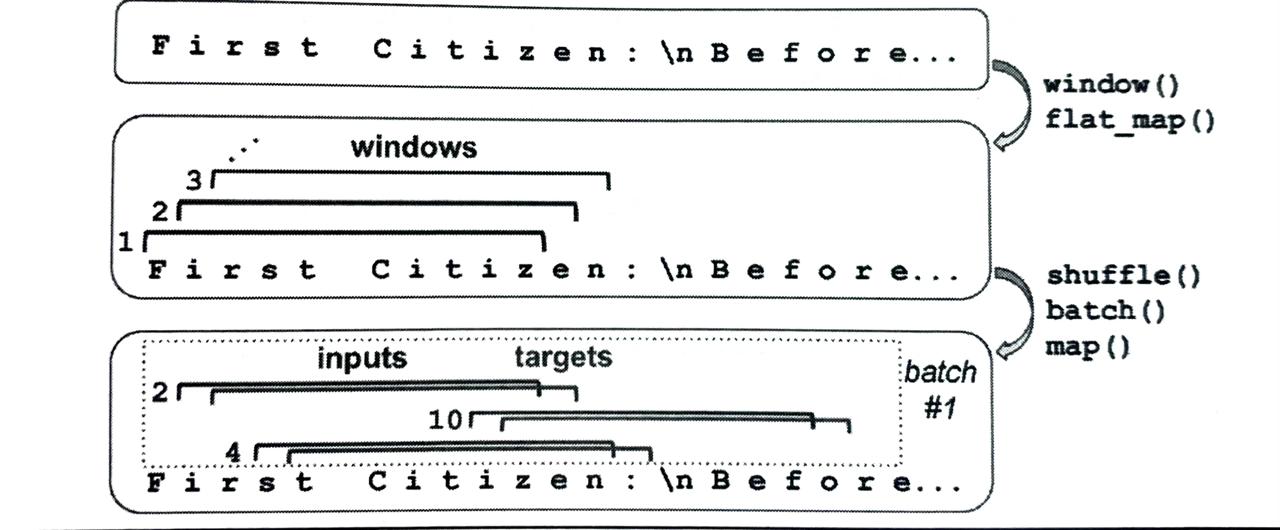 F i r s t   C i t i z e n : \n B e f o r e...
window()
flat_map()
⋰ windows
3
2
1
F i r s t   C i t i z e n : \n B e f o r e...
shuffle()
batch()
map()
inputs targets
batch
#1
2
10
4
F i r s t   C i t i z e n : \n B e f o r e...